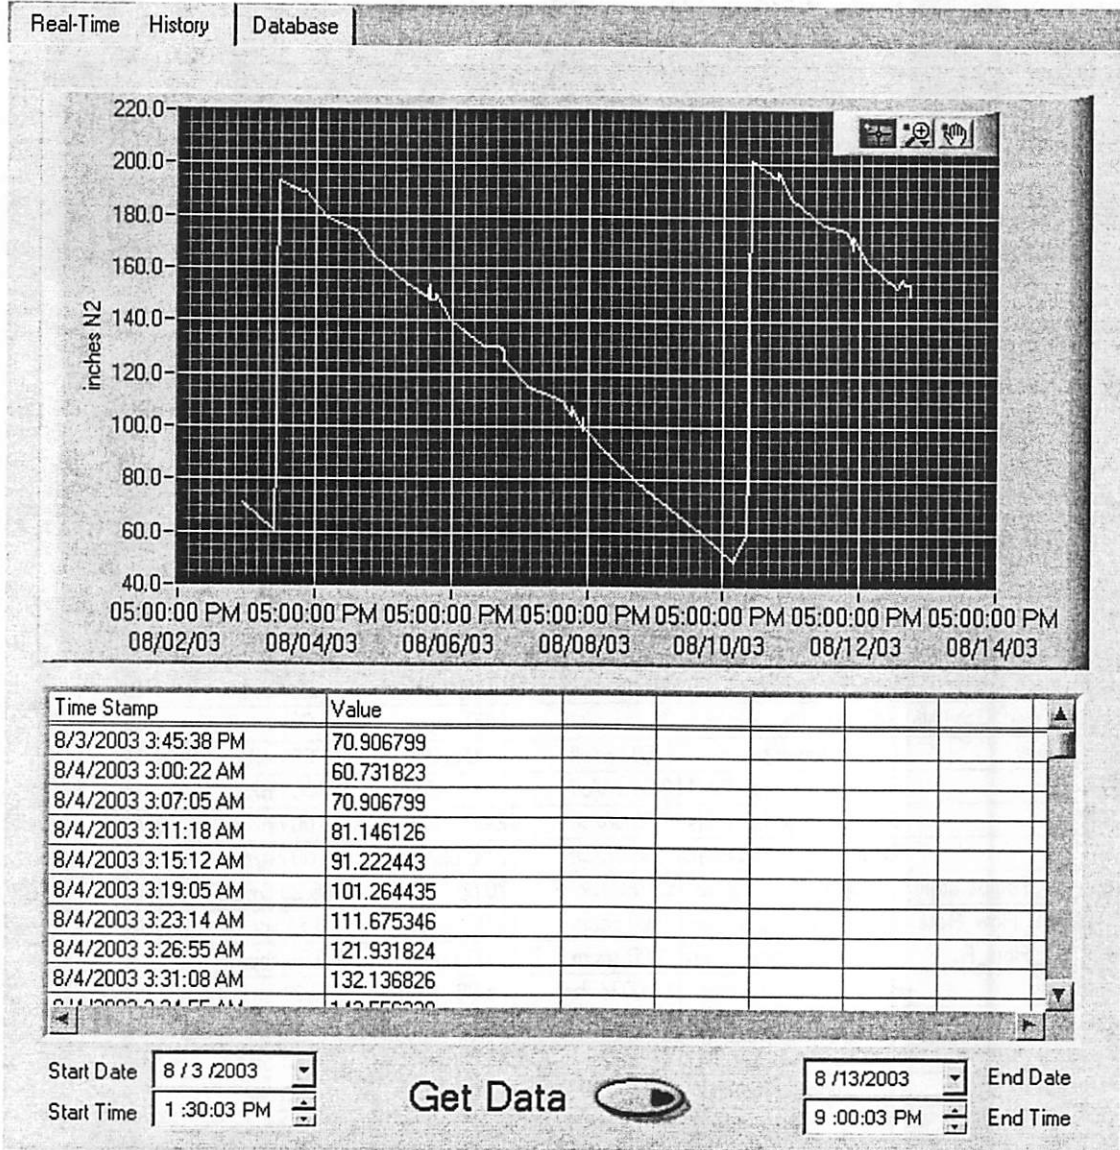 Real-Time History Database
220.0
200.0
180.0
160.0
140.0
120.0
100.0
80.0
60.0
40.0
inches N2
05:00:00 PM 05:00:00 PM 05:00:00 PM 05:00:00 PM 05:00:00 PM 05:00:00 PM 05:00:00 PM
08/02/03 08/04/03 08/06/03 08/08/03 08/10/03 08/12/03 08/14/03
Time Stamp Value
8/3/2003 3:45:38 PM 70.906799
8/4/2003 3:00:22 AM 60.731823
8/4/2003 3:07:05 AM 70.906799
8/4/2003 3:11:18 AM 81.146126
8/4/2003 3:15:12 AM 91.222443
8/4/2003 3:19:05 AM 101.264435
8/4/2003 3:23:14 AM 111.675346
8/4/2003 3:26:55 AM 121.931824
8/4/2003 3:31:08 AM 132.136826
Start Date 8 / 3 /2003
Start Time 1 :30:03 PM
Get Data
8 /13/2003 End Date
9 :00:03 PM End Time